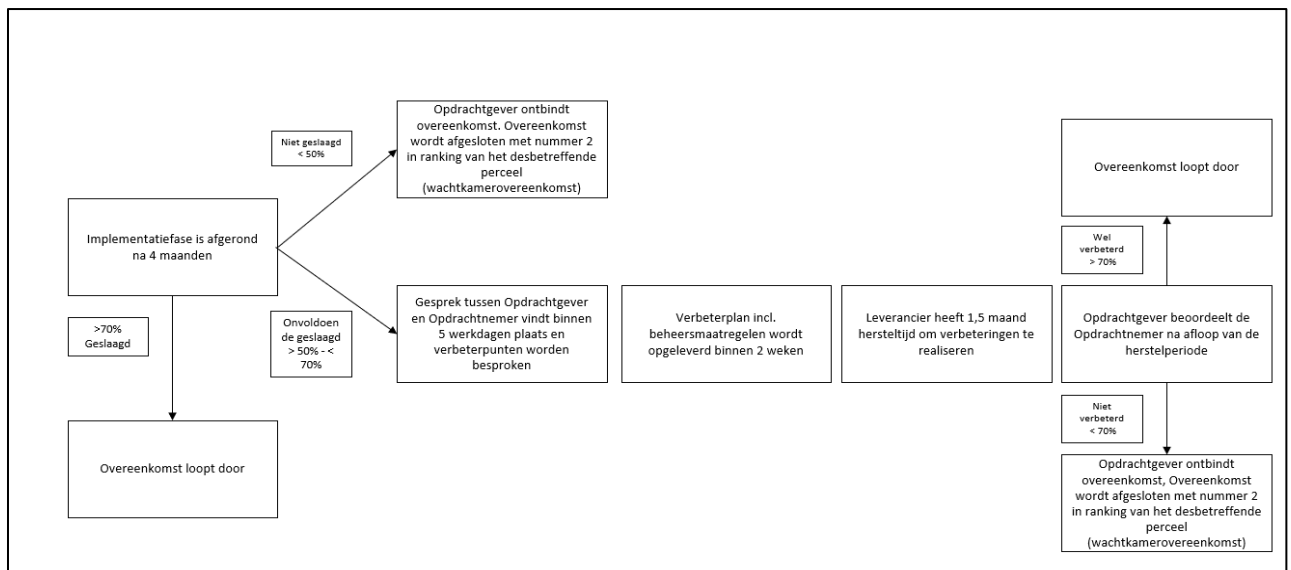 Implementatiefase is afgerond
na 4 maanden
>70%
Geslaagd
Overeenkomst loopt door
Niet geslaagd
< 50%
Opdrachtgever ontbindt
overeenkomst. Overeenkomst
wordt afgesloten met nummer 2
in ranking van het desbetreffende
perceel
(wachtkamerovereenkomst)
Onvoldoen
de geslaagd
> 50% - <
70%
Gesprek tussen Opdrachtgever
en Opdrachtnemer vindt binnen
5 werkdagen plaats en
verbeterpunten worden
besproken
Verbeterplan incl.
beheersmaatregelen wordt
opgeleverd binnen 2 weken
Leverancier heeft 1,5 maand
hersteltijd om verbeteringen te
realiseren
Opdrachtgever beoordeelt de
Opdrachtnemer na afloop van de
herstelperiode
Wel
verbeterd
> 70%
Overeenkomst loopt door
Niet
verbeterd
< 70%
Opdrachtgever ontbindt
overeenkomst, Overeenkomst
wordt afgesloten met nummer 2
in ranking van het desbetreffende
perceel
(wachtkamerovereenkomst)